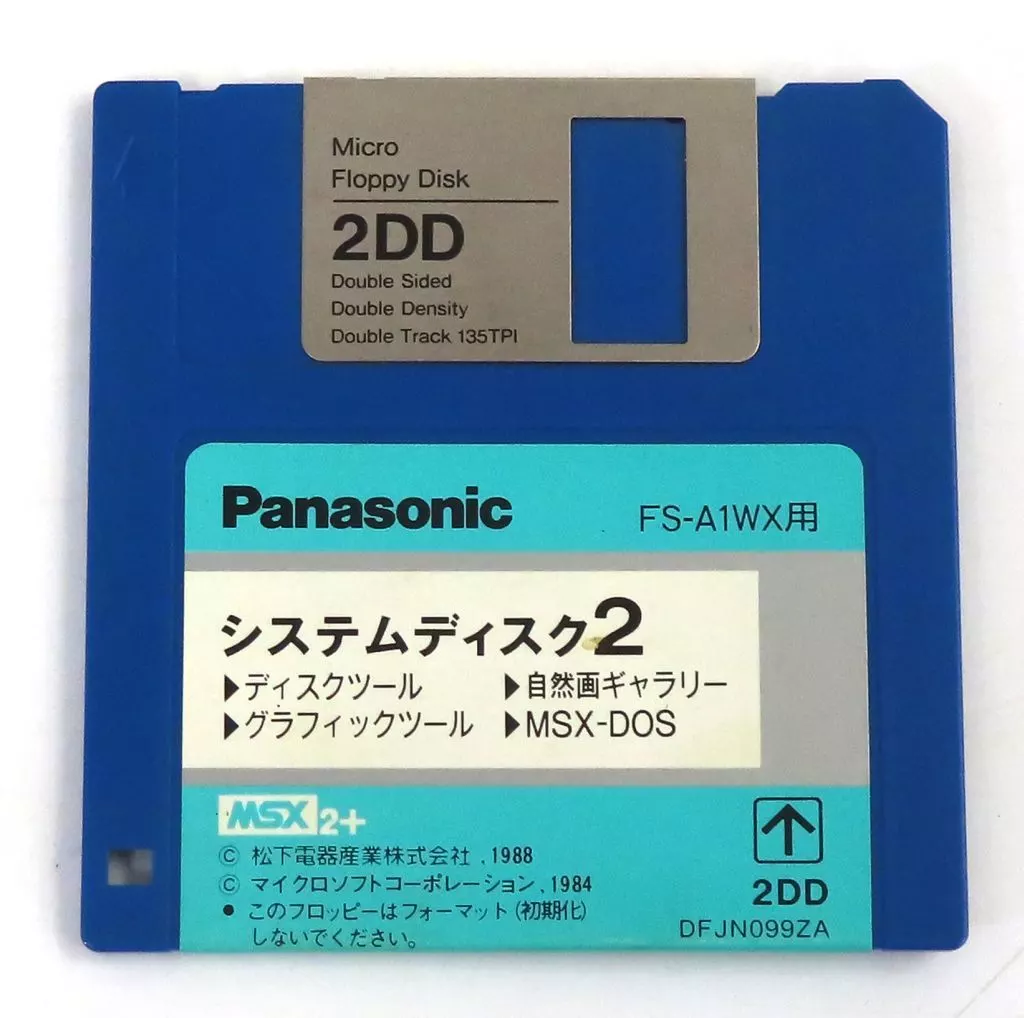 Micro
Floppy Disk
2DD
Double Sided
Double Density
Double Track 135TPI
Panasonic FS-A1WX用
システムディスク2
▶ディスクツール ▶自然画ギャラリー
▶グラフィックツール ▶MSX-DOS
MSX 2+
© 松下電器産業株式会社 , 1988
© マイクロソフトコーポレーション , 1984
2DD
• このフロッピーはフォーマット (初期化)
しないでください。
DFJN099ZA